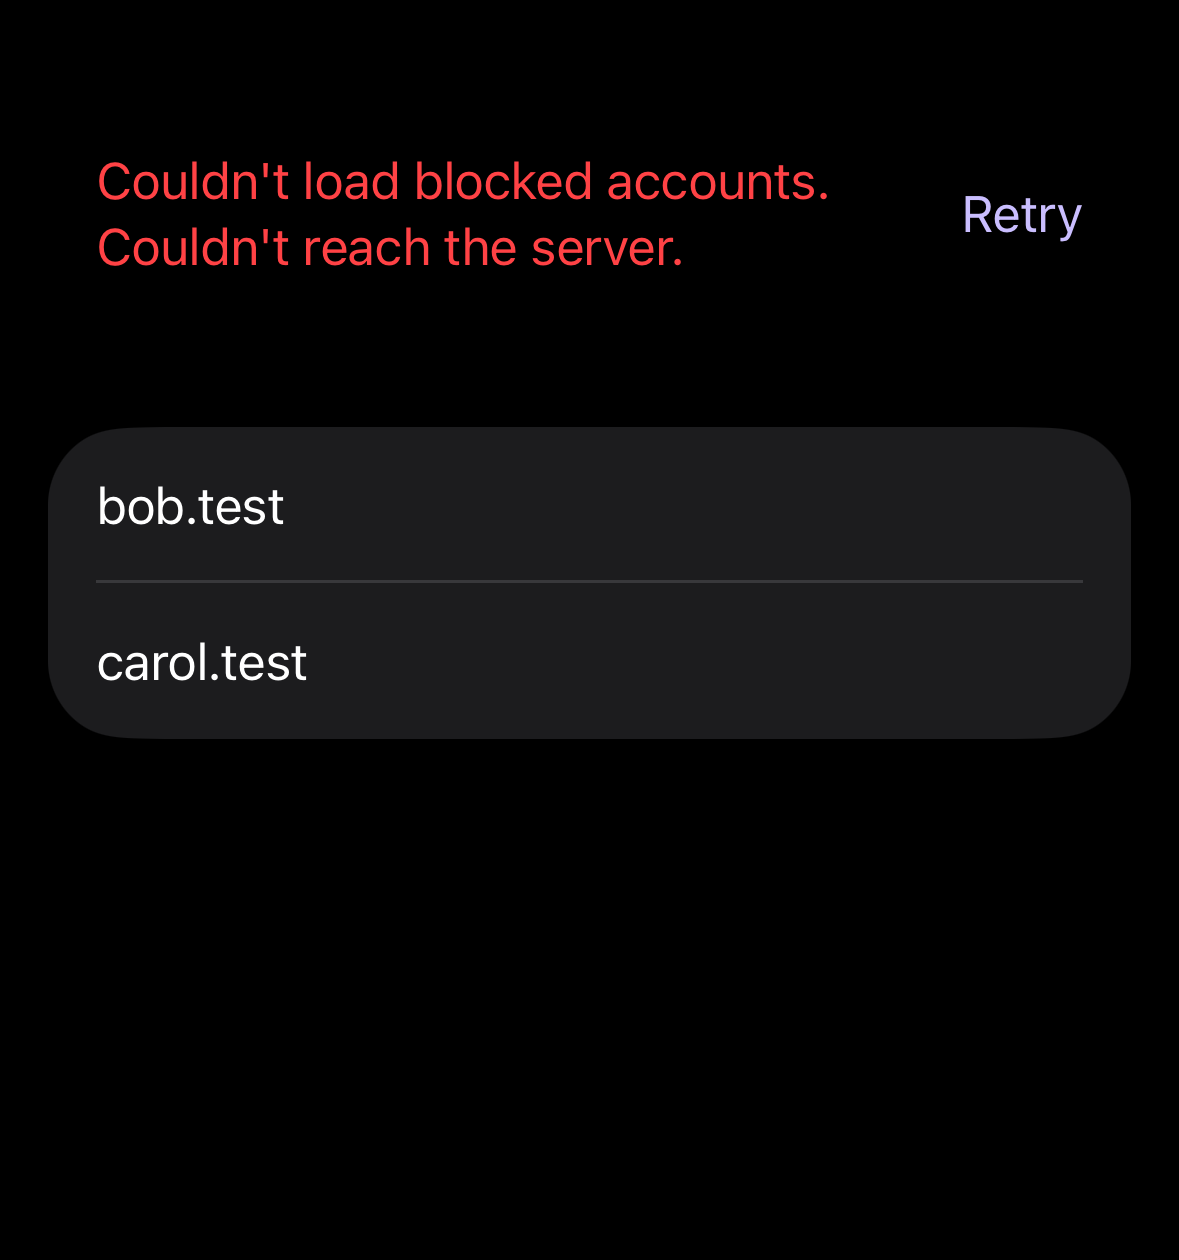 Couldn't load blocked accounts.
Couldn't reach the server.
Retry
bob.test
carol.test